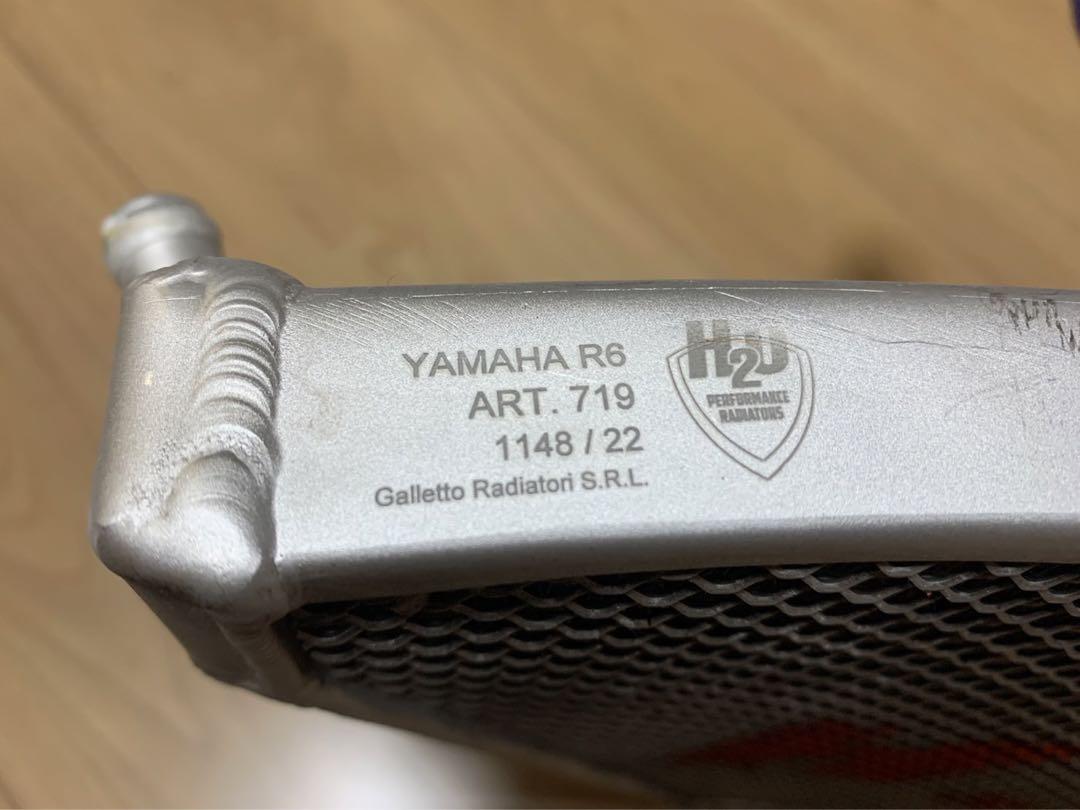 YAMAHA R6
ART. 719
1148 / 22
Galletto Radiatori S.R.L.
H2O
PERFORMANCE
RADIATORS